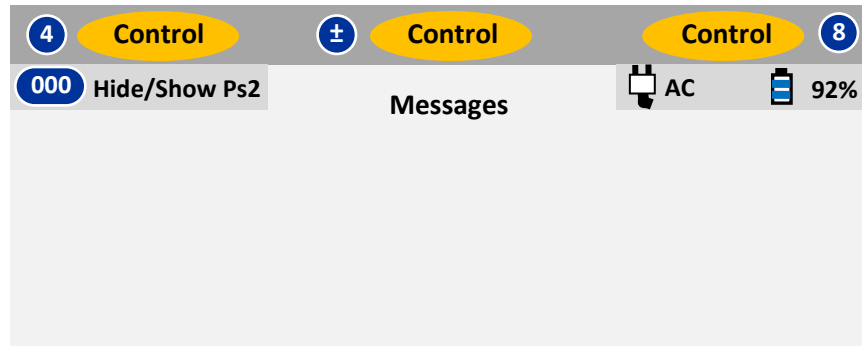 4 Control ± Control Control 8
000 Hide/Show Ps2 Messages AC 92%